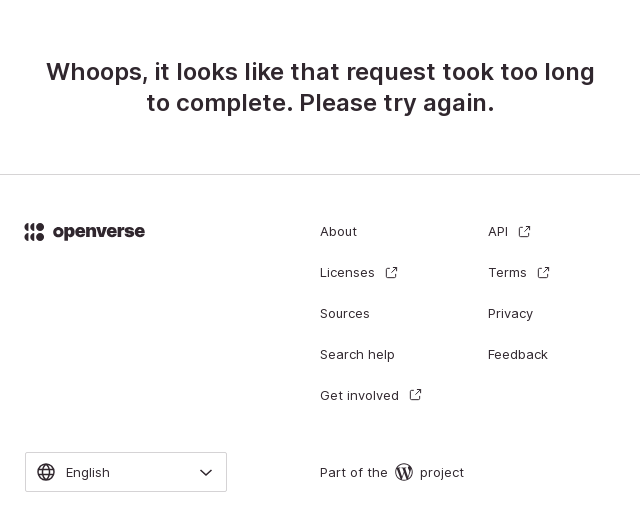 Whoops, it looks like that request took too long
to complete. Please try again.
openverse
About
Licenses
Sources
Search help
Get involved
API
Terms
Privacy
Feedback
English
Part of the project